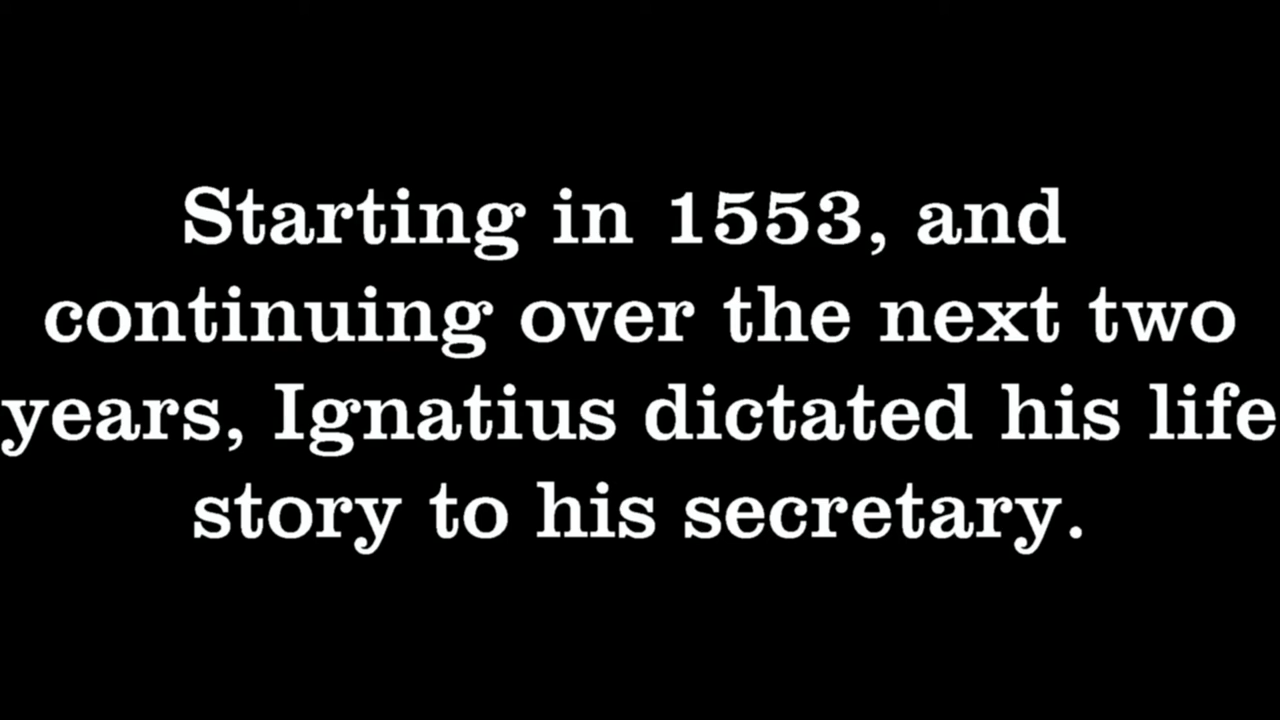 Starting in 1553, and
continuing over the next two
years, Ignatius dictated his life
story to his secretary.